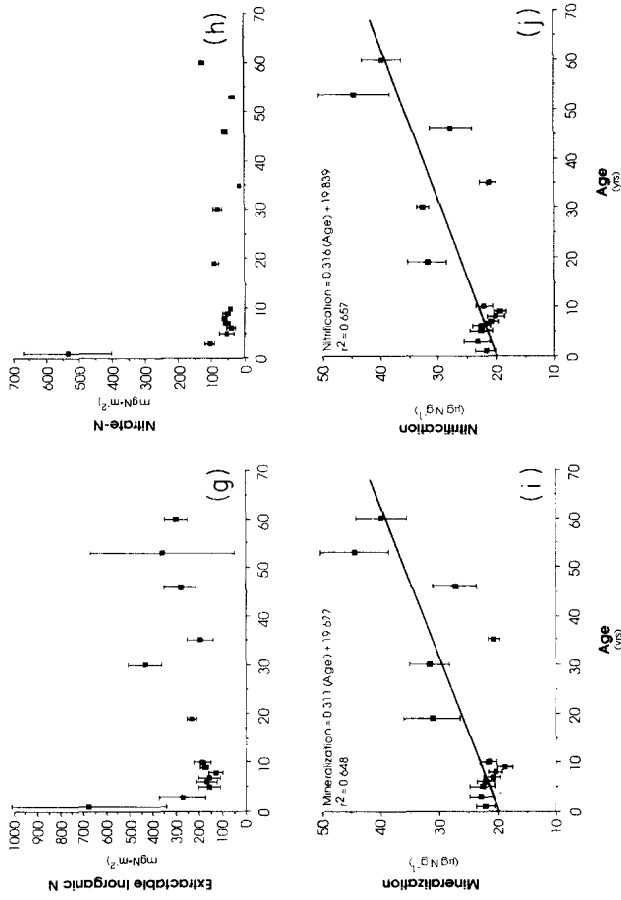 Extractable Inorganic N
mgN•m⁻²)
1000
900
800
700
600
500
400
300
200
100
0
0 10 20 30 40 50 60 70
(g)
Nitrate-N
mgN•m⁻²)
700
600
500
400
300
200
100
0
0 10 20 30 40 50 60 70
(h)
Mineralization
(µg N g⁻¹)
50
40
30
20
10
Mineralization = 0.311 (Age) + 19.677
r² = 0.648
0 10 20 30 40 50 60 70
(i)
Age
(yrs)
Nitrification
(µg N g⁻¹)
50
40
30
20
10
Nitrification = 0.316 (Age) + 19.839
r² = 0.657
0 10 20 30 40 50 60 70
(j)
Age
(yrs)